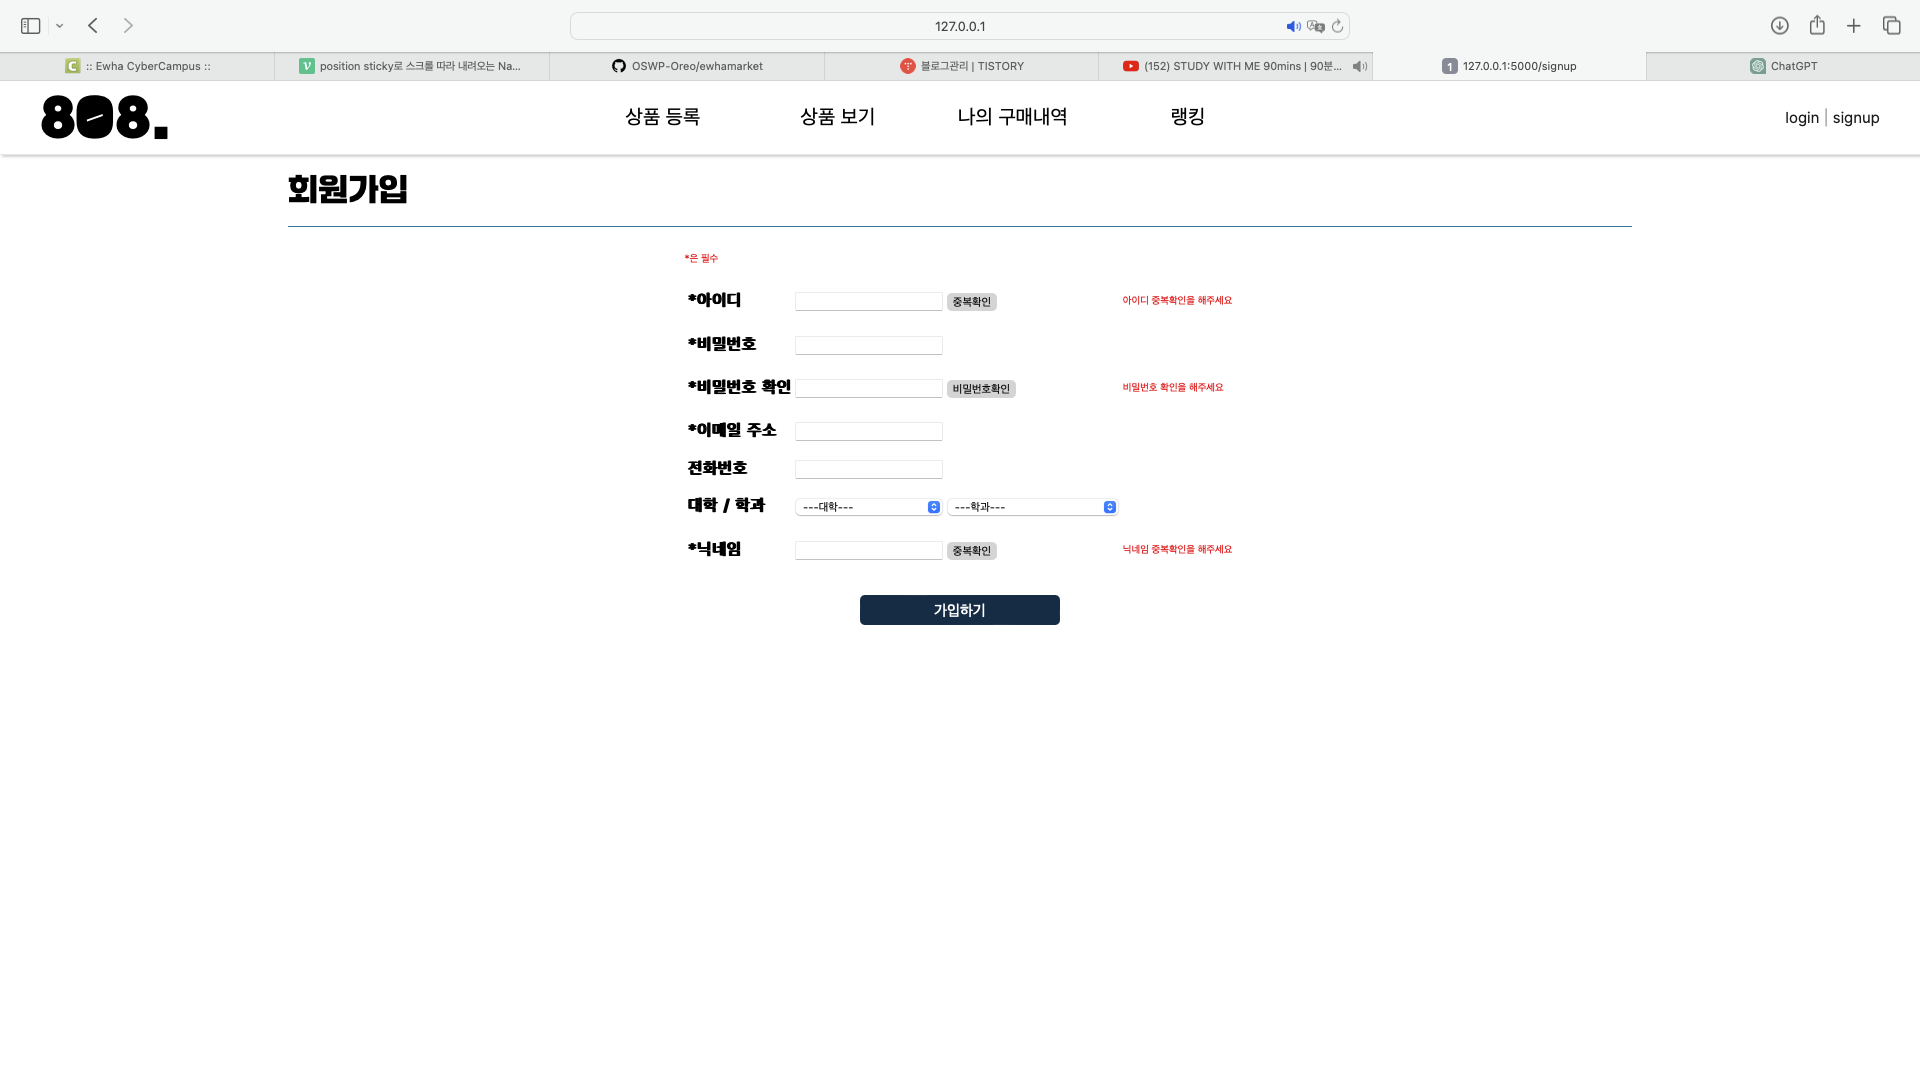 127.0.0.1
:: Ewha CyberCampus ::
position sticky로 스크롤 따라 내려오는 Na...
OSWP-Oreo/ewhamarket
블로그관리 | TISTORY
(152) STUDY WITH ME 90mins | 90분...
1 127.0.0.1:5000/signup
ChatGPT
808.
상품 등록
상품 보기
나의 구매내역
랭킹
login | signup
회원가입
*은 필수
*아이디 중복확인 아이디 중복확인을 해주세요
*비밀번호
*비밀번호 확인 비밀번호확인 비밀번호 확인을 해주세요
*이메일 주소
전화번호
대학 / 학과 ---대학--- ---학과---
*닉네임 중복확인 닉네임 중복확인을 해주세요
가입하기